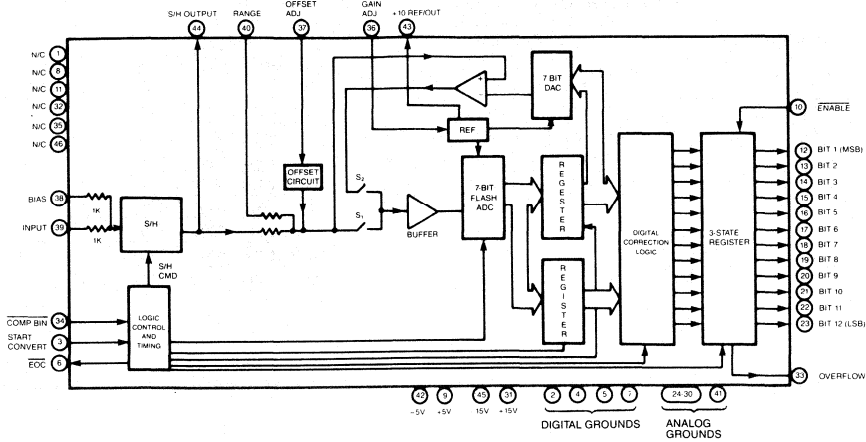 S/H OUTPUT
44
RANGE
40
OFFSET
ADJ
37
GAIN
ADJ
36
+10 REF/OUT
43
N/C 1
N/C 8
N/C 11
N/C 32
N/C 35
N/C 46
BIAS 38
1K
INPUT 39
1K
S/H
S/H
CMD
OFFSET
CIRCUIT
S2
S1
BUFFER
+
-
REF
7 BIT
DAC
7-BIT
FLASH
ADC
REGESTER
REGISTER
DIGITAL
CORRECTION
LOGIC
3-STATE
REGISTER
LOGIC
CONTROL
AND
TIMING
COMP BIN 34
START
CONVERT 3
EOC 6
10 ENABLE
12 BIT 1 (MSB)
13 BIT 2
14 BIT 3
15 BIT 4
16 BIT 5
17 BIT 6
18 BIT 7
19 BIT 8
20 BIT 9
21 BIT 10
22 BIT 11
23 BIT 12 (LSB)
33 OVERFLOW
42
-5V
9
+5V
45
15V
31
+15V
2 4 5 7
DIGITAL GROUNDS
24-30 41
ANALOG
GROUNDS